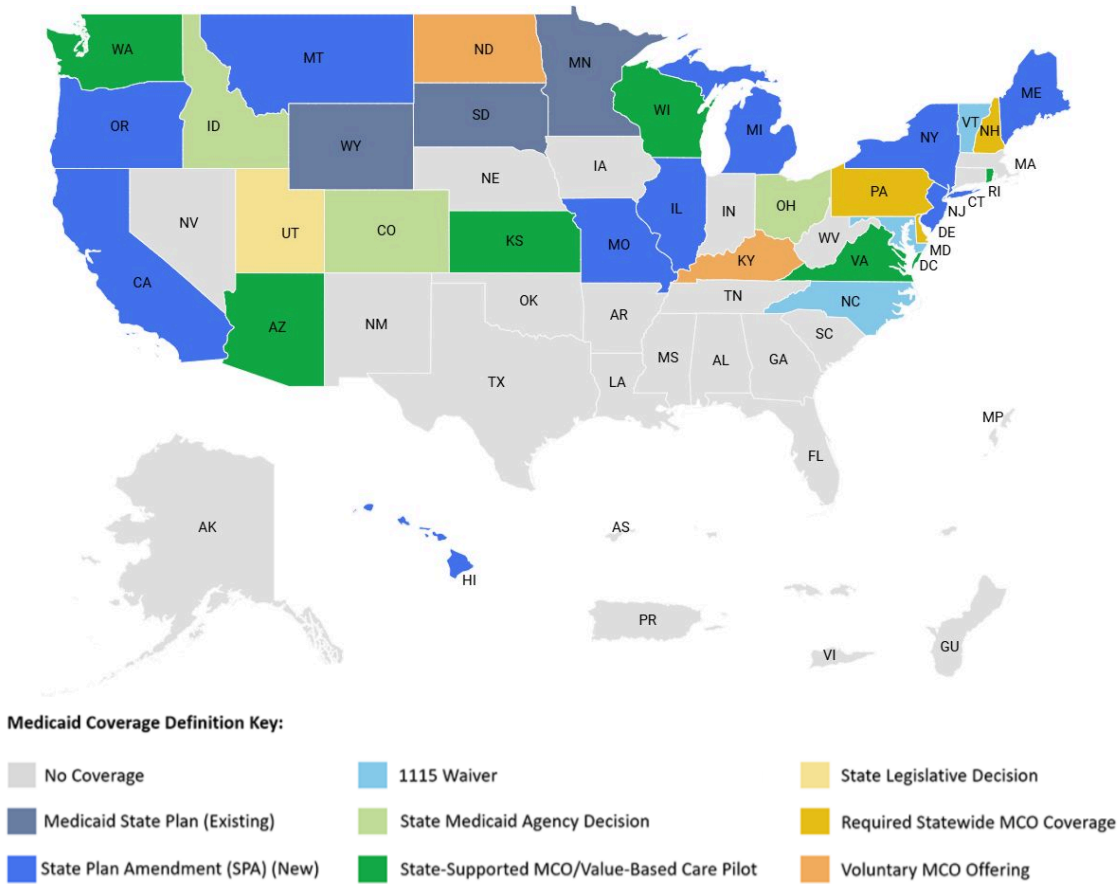 WA
MT
ND
MN
OR
ID
SD
WI
MI
NY
VT
NH
ME
WY
NE
IA
PA
MA
RI
CT
NJ
NV
UT
CO
KS
MO
IL
IN
OH
WV
DE
MD
DC
VA
KY
CA
AZ
NM
OK
AR
TN
NC
SC
TX
LA
MS
AL
GA
FL
MP
AK
HI
AS
PR
VI
GU
Medicaid Coverage Definition Key:
No Coverage
1115 Waiver
State Legislative Decision
Medicaid State Plan (Existing)
State Medicaid Agency Decision
Required Statewide MCO Coverage
State Plan Amendment (SPA) (New)
State-Supported MCO/Value-Based Care Pilot
Voluntary MCO Offering